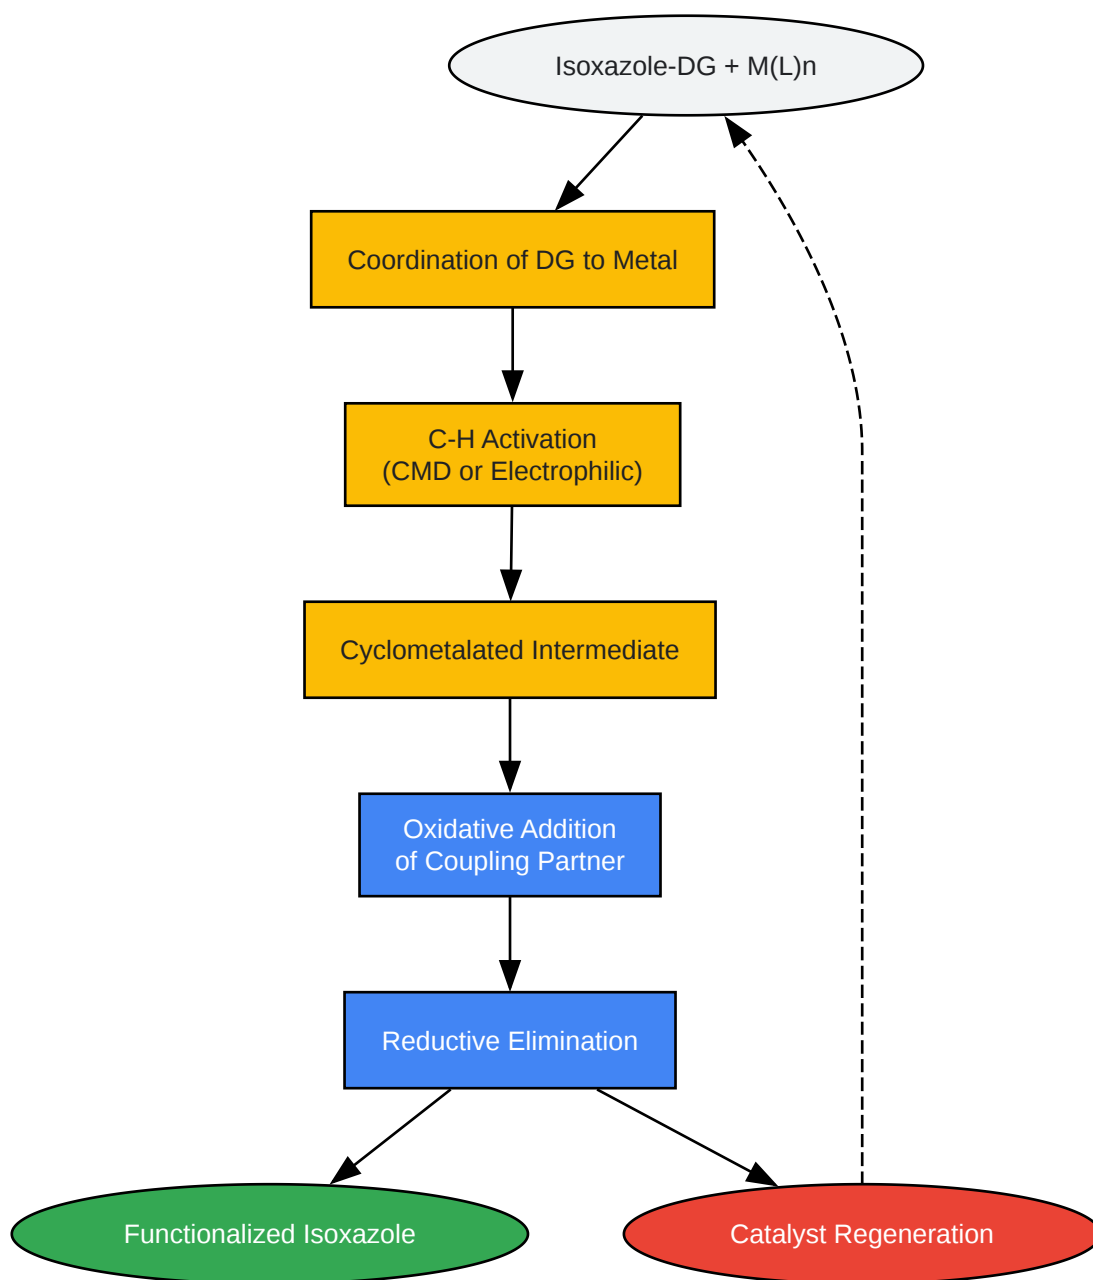 Isoxazole-DG + M(L)n
Coordination of DG to Metal
C-H Activation
(CMD or Electrophilic)
Cyclometalated Intermediate
Oxidative Addition
of Coupling Partner
Reductive Elimination
Functionalized Isoxazole
Catalyst Regeneration